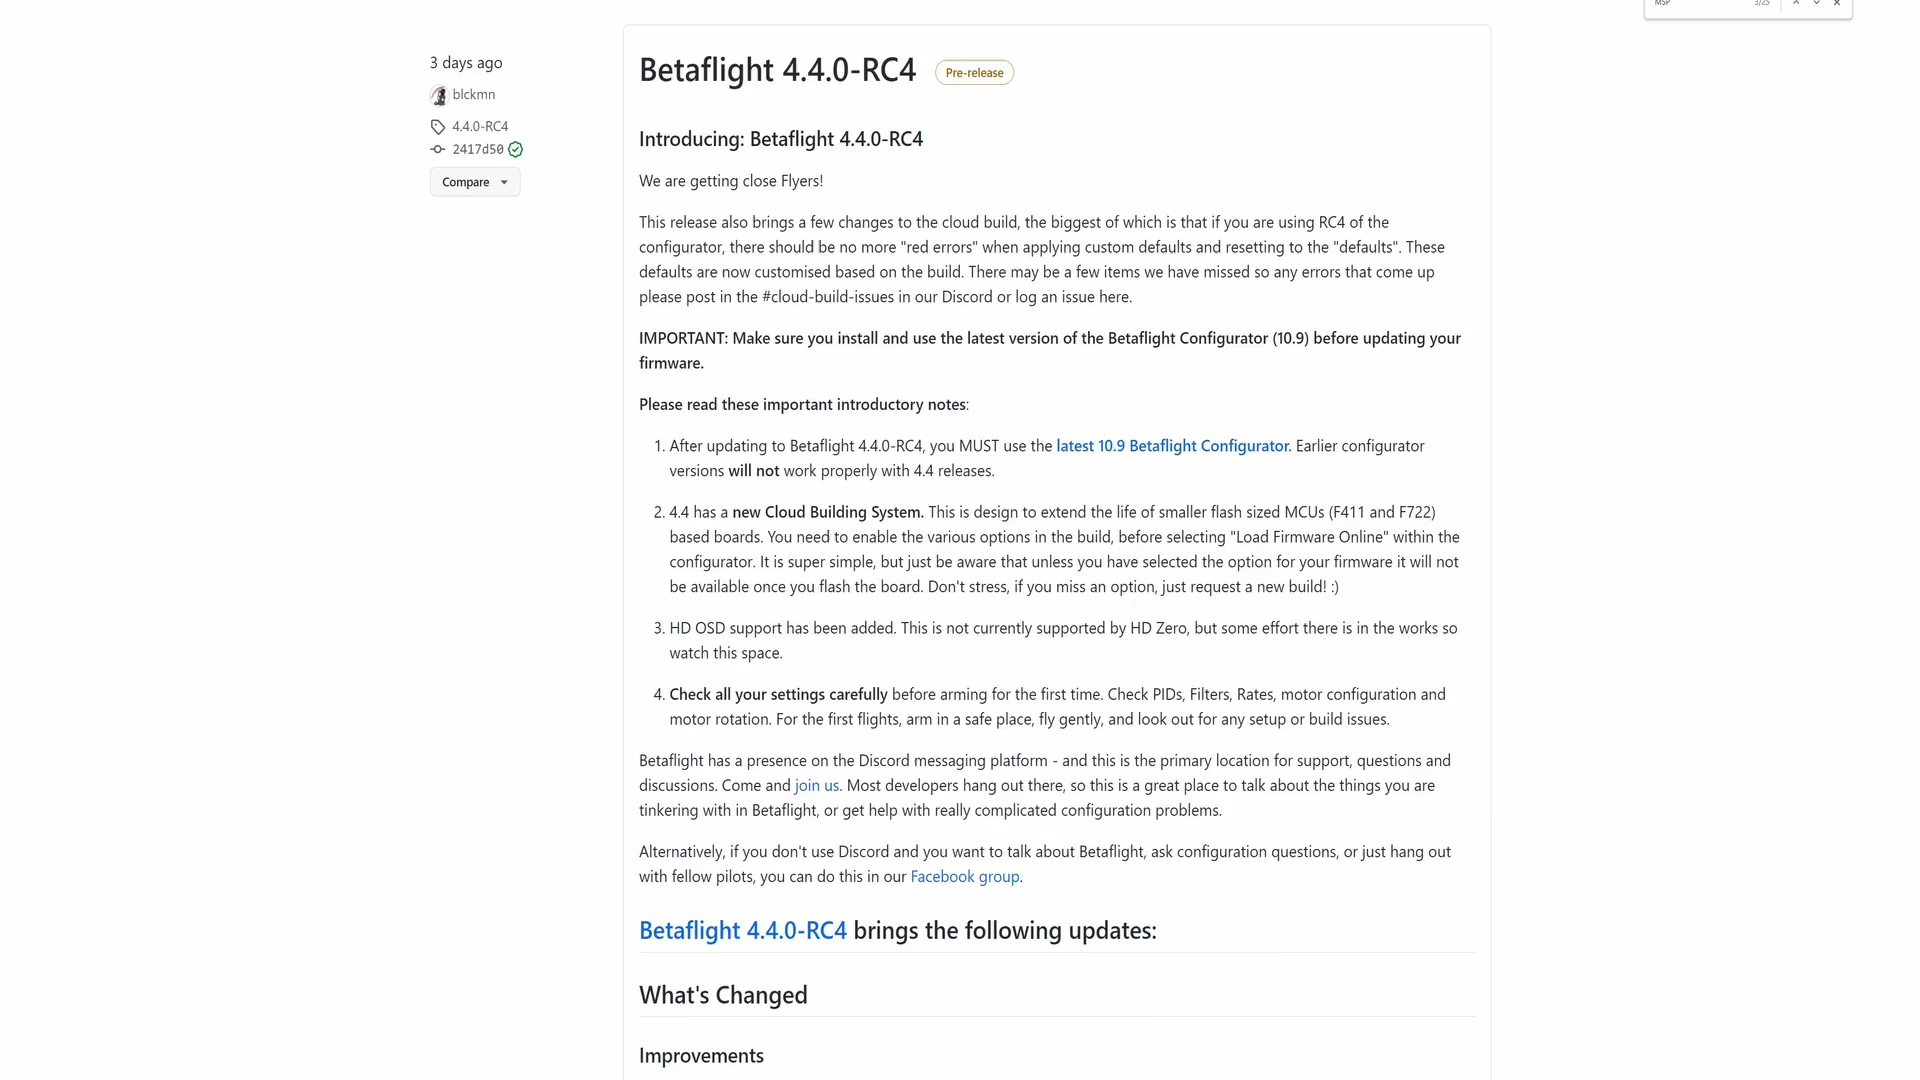 MSP 3/25
3 days ago
blckmn
4.4.0-RC4
2417d50
Compare
Betaflight 4.4.0-RC4 Pre-release
Introducing: Betaflight 4.4.0-RC4
We are getting close Flyers!
This release also brings a few changes to the cloud build, the biggest of which is that if you are using RC4 of the
configurator, there should be no more "red errors" when applying custom defaults and resetting to the "defaults". These
defaults are now customised based on the build. There may be a few items we have missed so any errors that come up
please post in the #cloud-build-issues in our Discord or log an issue here.
IMPORTANT: Make sure you install and use the latest version of the Betaflight Configurator (10.9) before updating your
firmware.
Please read these important introductory notes:
1. After updating to Betaflight 4.4.0-RC4, you MUST use the latest 10.9 Betaflight Configurator. Earlier configurator
versions will not work properly with 4.4 releases.
2. 4.4 has a new Cloud Building System. This is design to extend the life of smaller flash sized MCUs (F411 and F722)
based boards. You need to enable the various options in the build, before selecting "Load Firmware Online" within the
configurator. It is super simple, but just be aware that unless you have selected the option for your firmware it will not
be available once you flash the board. Don't stress, if you miss an option, just request a new build! :)
3. HD OSD support has been added. This is not currently supported by HD Zero, but some effort there is in the works so
watch this space.
4. Check all your settings carefully before arming for the first time. Check PIDs, Filters, Rates, motor configuration and
motor rotation. For the first flights, arm in a safe place, fly gently, and look out for any setup or build issues.
Betaflight has a presence on the Discord messaging platform - and this is the primary location for support, questions and
discussions. Come and join us. Most developers hang out there, so this is a great place to talk about the things you are
tinkering with in Betaflight, or get help with really complicated configuration problems.
Alternatively, if you don't use Discord and you want to talk about Betaflight, ask configuration questions, or just hang out
with fellow pilots, you can do this in our Facebook group.
Betaflight 4.4.0-RC4 brings the following updates:
What's Changed
Improvements